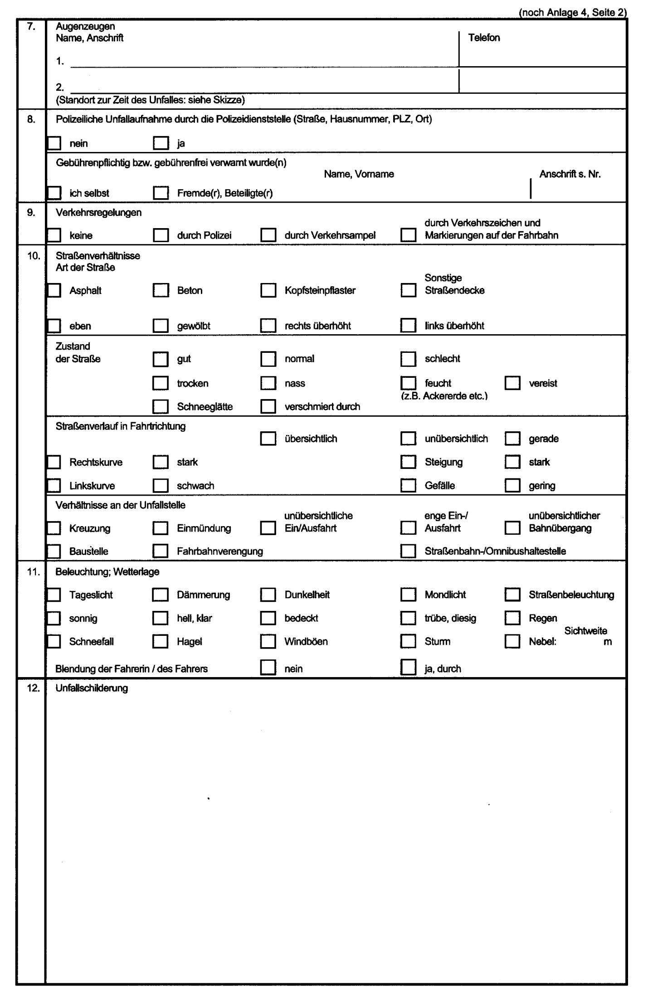 (noch Anlage 4, Seite 2)
7. Augenzeugen
Name, Anschrift Telefon
1.
2.
(Standort zur Zeit des Unfalles: siehe Skizze)
8. Polizeiliche Unfallaufnahme durch die Polizeidienststelle (Straße, Hausnummer, PLZ, Ort)
nein ja
Gebührenpflichtig bzw. gebührenfrei verwarnt wurde(n)
Name, Vorname Anschrift s. Nr.
ich selbst Fremde(r), Beteiligte(r)
9. Verkehrsregelungen
durch Verkehrszeichen und
keine durch Polizei durch Verkehrsampel Markierungen auf der Fahrbahn
10. Straßenverhältnisse
Art der Straße
Sonstige
Asphalt Beton Kopfsteinpflaster Straßendecke
eben gewölbt rechts überhöht links überhöht
Zustand
der Straße gut normal schlecht
trocken nass feucht vereist
(z.B. Ackererde etc.)
Schneeglätte verschmiert durch
Straßenverlauf in Fahrtrichtung
übersichtlich unübersichtlich gerade
Rechtskurve stark Steigung stark
Linkskurve schwach Gefälle gering
Verhältnisse an der Unfallstelle
unübersichtliche enge Ein-/ unübersichtlicher
Kreuzung Einmündung Ein/Ausfahrt Ausfahrt Bahnübergang
Baustelle Fahrbahnverengung Straßenbahn-/Omnibushaltestelle
11. Beleuchtung; Wetterlage
Tageslicht Dämmerung Dunkelheit Mondlicht Straßenbeleuchtung
sonnig hell, klar bedeckt trübe, diesig Regen
Sichtweite
Schneefall Hagel Windböen Sturm Nebel: m
Blendung der Fahrerin / des Fahrers nein ja, durch
12. Unfallschilderung